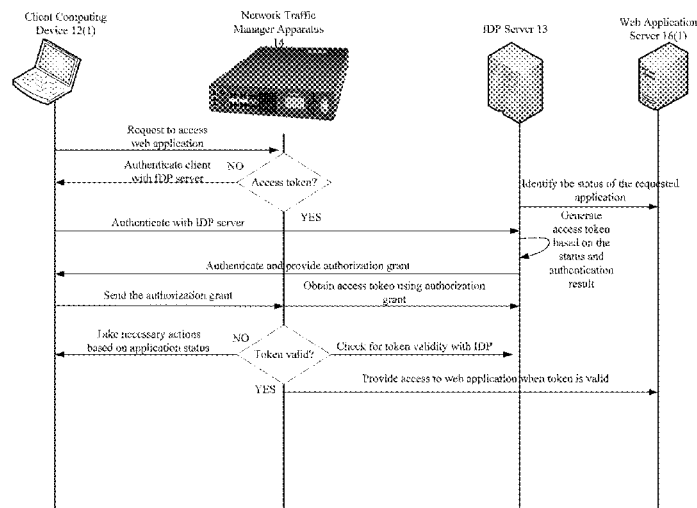 Client Computing
Device 12(1)
Network Traffic
Manager Apparatus
14
IDP Server 13
Web Application
Server 16(1)
Request to access
web application
Authenticate client
with IDP server
NO
Access token?
YES
Identify the status of the requested
application
Authenticate with IDP server
Generate
access token
based on the
status and
authentication
result
Authenticate and provide authorization grant
Send the authorization grant
Obtain access token using authorization
grant
Take necessary actions
based on application status
NO
Token valid?
Check for token validity with IDP
YES
Provide access to web application when token is valid